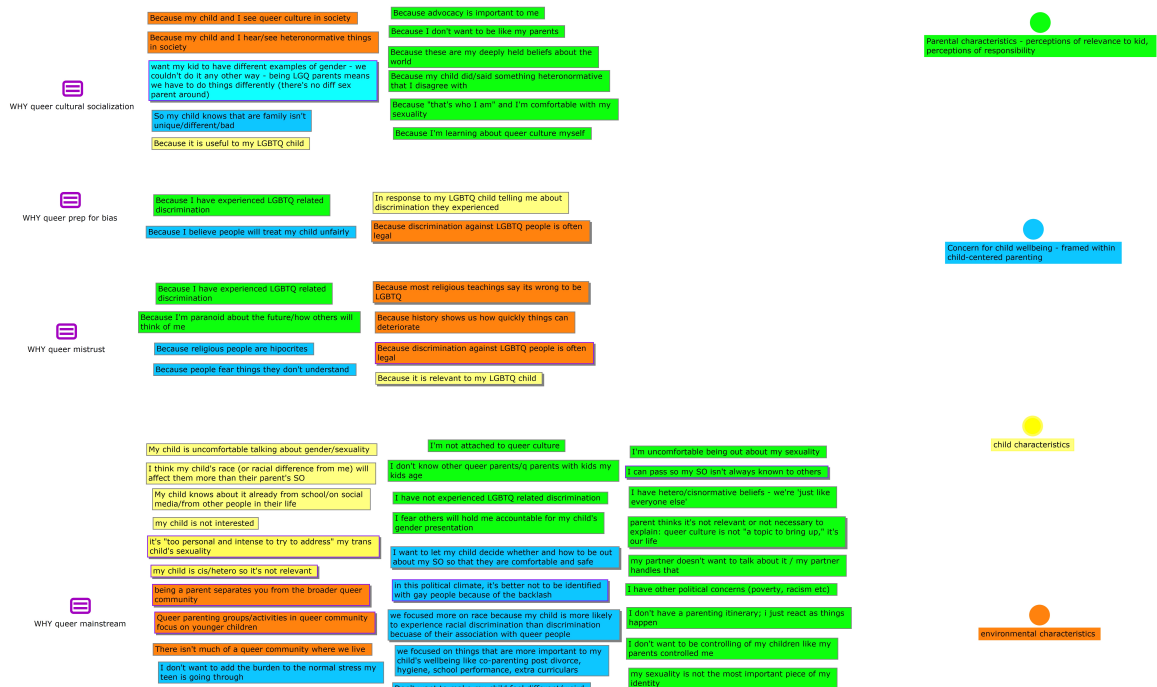 Because my child and I see queer culture in society
Because my child and I hear/see heteronormative things
in society
want my kid to have different examples of gender - we
couldn't do it any other way - being LGQ parents means
we have to do things differently (there's no diff sex
parent around)
So my child knows that are family isn't
unique/different/bad
Because it is useful to my LGBTQ child
Because advocacy is important to me
Because I don't want to be like my parents
Because these are my deeply held beliefs about the
world
Because my child did/said something heteronormative
that I disagree with
Because "that's who I am" and I'm comfortable with my
sexuality
Because I'm learning about queer culture myself
WHY queer cultural socialization
Parental characteristics - perceptions of relevance to kid,
perceptions of responsibility
WHY queer prep for bias
Because I have experienced LGBTQ related
discrimination
Because I believe people will treat my child unfairly
In response to my LGBTQ child telling me about
discrimination they experienced
Because discrimination against LGBTQ people is often
legal
Concern for child wellbeing - framed within
child-centered parenting
WHY queer mistrust
Because I have experienced LGBTQ related
discrimination
Because I'm paranoid about the future/how others will
think of me
Because religious people are hipocrites
Because people fear things they don't understand
Because most religious teachings say its wrong to be
LGBTQ
Because history shows us how quickly things can
deteriorate
Because discrimination against LGBTQ people is often
legal
Because it is relevant to my LGBTQ child
child characteristics
WHY queer mainstream
My child is uncomfortable talking about gender/sexuality
I think my child's race (or racial difference from me) will
affect them more than their parent's SO
My child knows about it already from school/on social
media/from other people in their life
my child is not interested
it's "too personal and intense to try to address" my trans
child's sexuality
my child is cis/hetero so it's not relevant
being a parent separates you from the broader queer
community
Queer parenting groups/activities in queer community
focus on younger children
There isn't much of a queer community where we live
I don't want to add the burden to the normal stress my
teen is going through
I'm not attached to queer culture
I don't know other queer parents/q parents with kids my
kids age
I have not experienced LGBTQ related discrimination
I fear others will hold me accountable for my child's
gender presentation
I want to let my child decide whether and how to be out
about my SO so that they are comfortable and safe
in this political climate, it's better not to be identified
with gay people because of the backlash
we focused more on race because my child is more likely
to experience racial discrimination than discrimination
becuase of their association with queer people
we focused on things that are more important to my
child's wellbeing like co-parenting post divorce,
hygiene, school performance, extra curriculars
I'm uncomfortable being out about my sexuality
I can pass so my SO isn't always known to others
I have hetero/cisnormative beliefs - we're 'just like
everyone else'
parent thinks it's not relevant or not necessary to
explain: queer culture is not "a topic to bring up," it's
our life
my partner doesn't want to talk about it / my partner
handles that
I have other political concerns (poverty, racism etc)
I don't have a parenting itinerary; i just react as things
happen
I don't want to be controlling of my children like my
parents controlled me
my sexuality is not the most important piece of my
identity
environmental characteristics